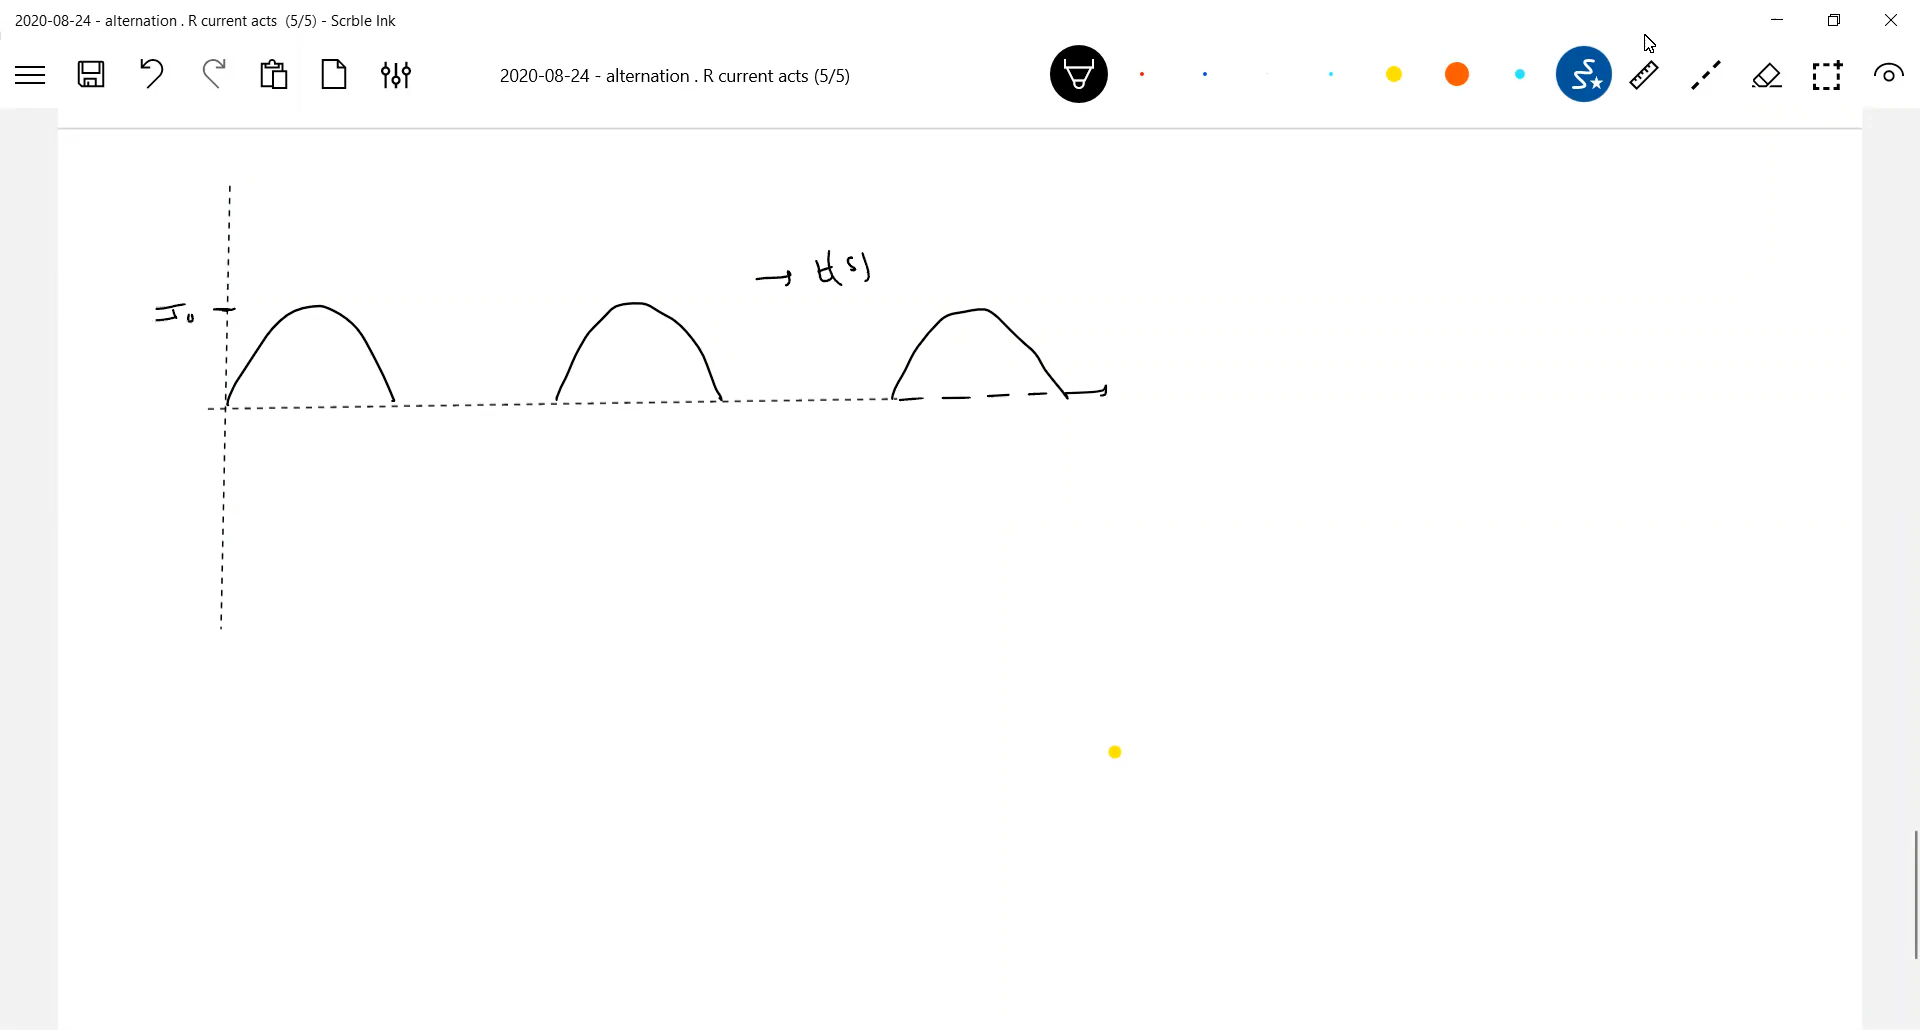 2020-08-24 - alternation . R current acts (5/5) - Scrble Ink
2020-08-24 - alternation . R current acts (5/5)
→ t(s)
I₀